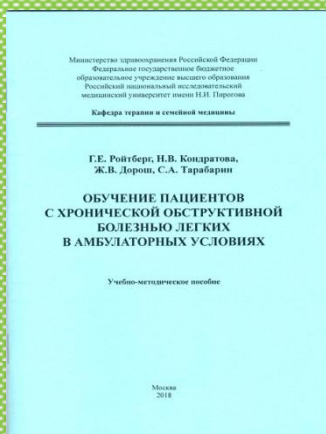 Министерство здравоохранения Российской Федерации
Федеральное государственное бюджетное
образовательное учреждение высшего образования
Российский национальный исследовательский
медицинский университет имени Н.И. Пирогова
Кафедра терапии и семейной медицины
Г.Е. Ройтберг, Н.В. Кондратова,
Ж.В. Дорош, С.А. Тарабарин
ОБУЧЕНИЕ ПАЦИЕНТОВ
С ХРОНИЧЕСКОЙ ОБСТРУКТИВНОЙ
БОЛЕЗНЬЮ ЛЕГКИХ
В АМБУЛАТОРНЫХ УСЛОВИЯХ
Учебно-методическое пособие
Москва
2018